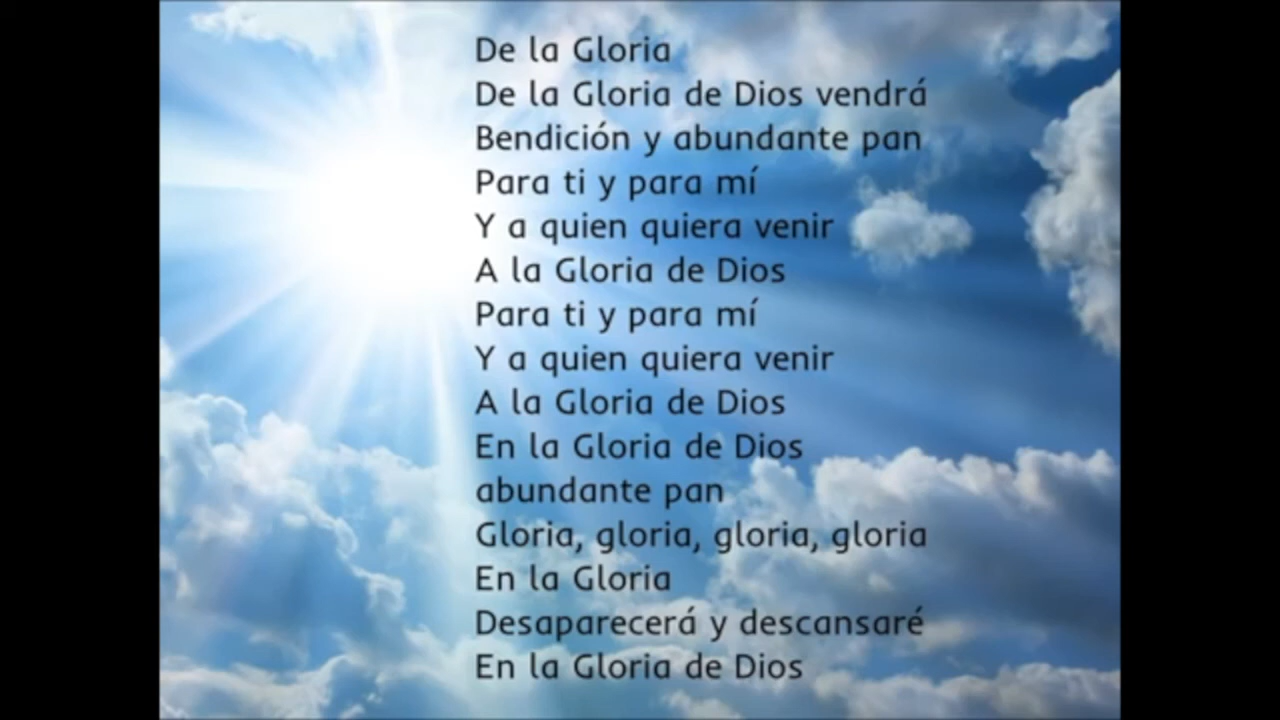 De la Gloria
De la Gloria de Dios vendrá
Bendición y abundante pan
Para ti y para mí
Y a quien quiera venir
A la Gloria de Dios
Para ti y para mí
Y a quien quiera venir
A la Gloria de Dios
En la Gloria de Dios
abundante pan
Gloria, gloria, gloria, gloria
En la Gloria
Desaparecerá y descansaré
En la Gloria de Dios